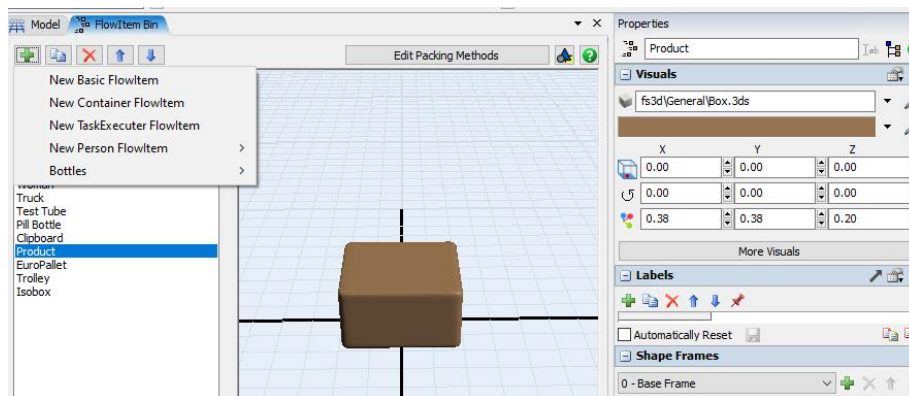 Model
FlowItem Bin
Edit Packing Methods
New Basic FlowItem
New Container FlowItem
New TaskExecuter FlowItem
New Person FlowItem
Bottles
Woman
Truck
Test Tube
Pill Bottle
Clipboard
Product
EuroPallet
Trolley
Isobox
Properties
Product
Visuals
fs3d\General\Box.3ds
X Y Z
0.00 0.00 0.00
0.00 0.00 0.00
0.38 0.38 0.20
More Visuals
Labels
Automatically Reset
Shape Frames
0 - Base Frame